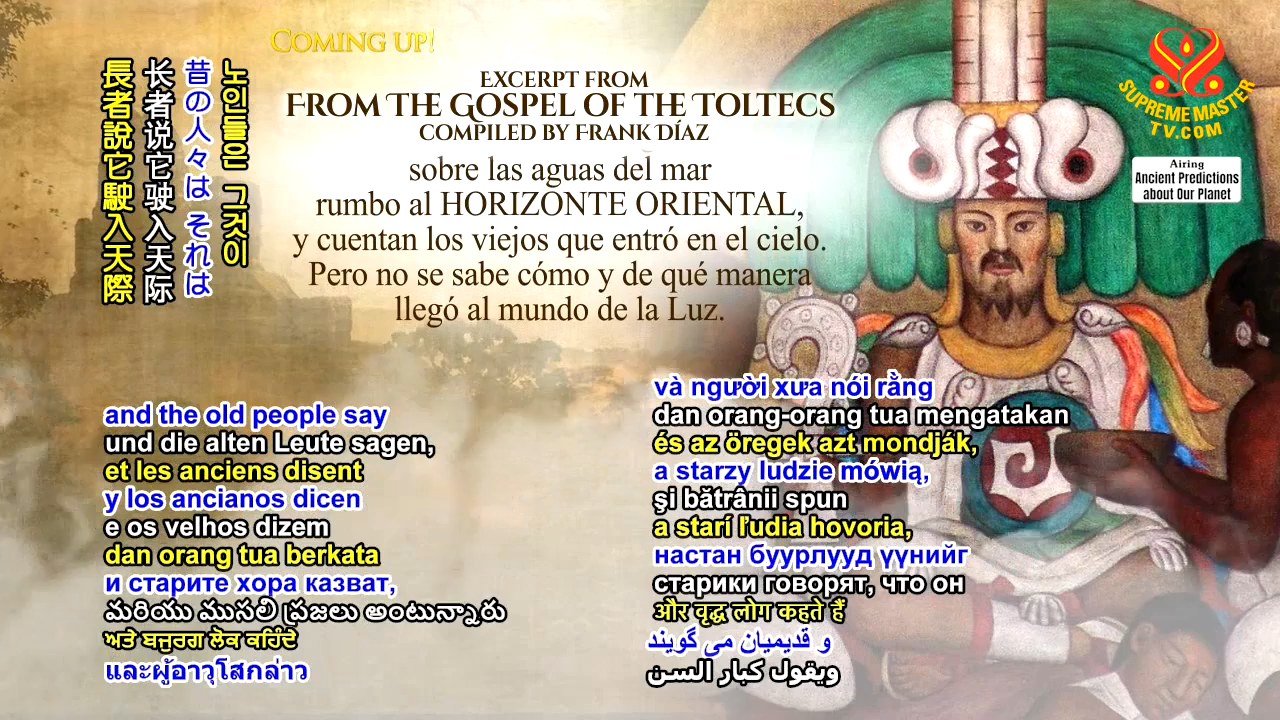 COMING UP!
EXCERPT FROM
FROM THE GOSPEL OF THE TOLTECS
COMPILED BY FRANK DÍAZ
sobre las aguas del mar
rumbo al HORIZONTE ORIENTAL,
y cuentan los viejos que entró en el cielo.
Pero no se sabe cómo y de qué manera
llegó al mundo de la Luz.
SUPREME MASTER
TV.COM
Airing
Ancient Predictions
about Our Planet
노인들은 그것이
昔の人々は それは
长者说它驶入天际
長者說它駛入天際
and the old people say
und die alten Leute sagen,
et les anciens disent
y los ancianos dicen
e os velhos dizem
dan orang tua berkata
и старите хора казват,
మరియు ముసలి ప్రజలు అంటున్నారు
ਅਤੇ ਬਜੁਰਗ ਲੋਕ ਕਹਿੰਦੇ
และผู้อาวุโสกล่าว
và người xưa nói rằng
dan orang-orang tua mengatakan
és az öregek azt mondják,
a starzy ludzie mówią,
şi bătrânii spun
a starí ľudia hovoria,
настан буурлууд үүнийг
старики говорят, что он
और वृद्ध लोग कहते हैं
و قدیمیان می گویند
ويقول كبار السن